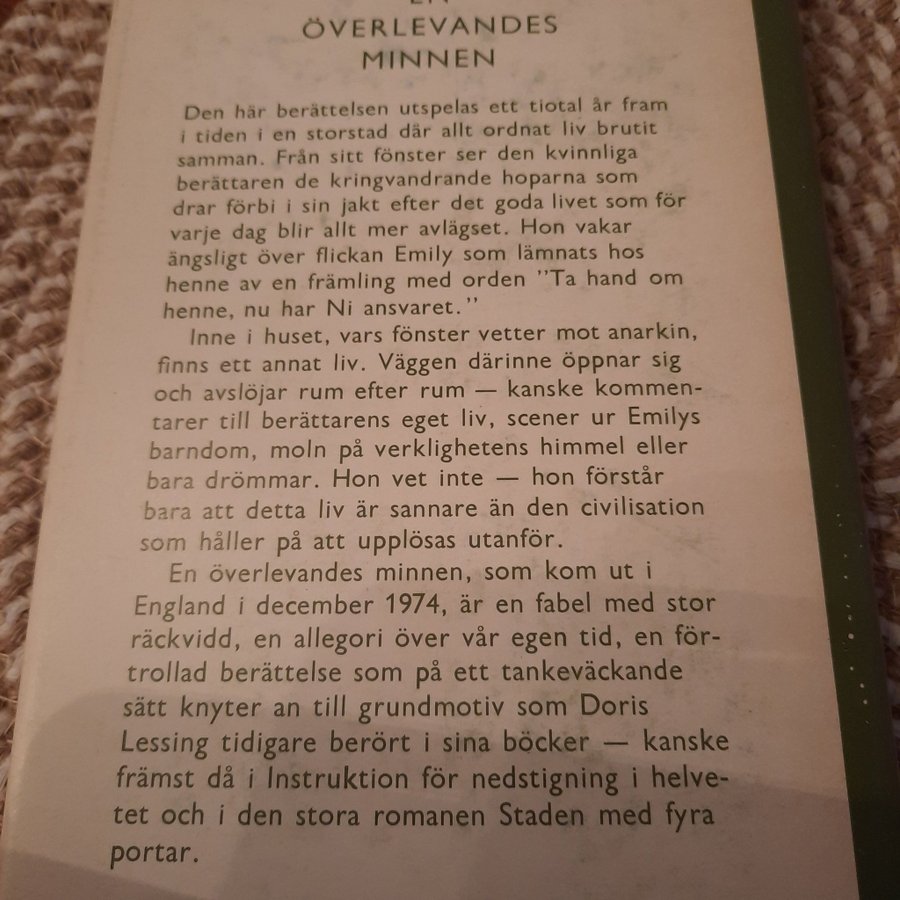 EN
ÖVERLEVANDES
MINNEN
Den här berättelsen utspelas ett tiotal år fram
i tiden i en storstad där allt ordnat liv brutit
samman. Från sitt fönster ser den kvinnliga
berättaren de kringvandrande hoparna som
drar förbi i sin jakt efter det goda livet som för
varje dag blir allt mer avlägset. Hon vakar
ängsligt över flickan Emily som lämnats hos
henne av en främling med orden ”Ta hand om
henne, nu har Ni ansvaret.”
Inne i huset, vars fönster vetter mot anarkin,
finns ett annat liv. Väggen därinne öppnar sig
och avslöjar rum efter rum — kanske kommen-
tarer till berättarens eget liv, scener ur Emilys
barndom, moln på verklighetens himmel eller
bara drömmar. Hon vet inte — hon förstår
bara att detta liv är sannare än den civilisation
som håller på att upplösas utanför.
En överlevandes minnen, som kom ut i
England i december 1974, är en fabel med stor
räckvidd, en allegori över vår egen tid, en för-
trollad berättelse som på ett tankeväckande
sätt knyter an till grundmotiv som Doris
Lessing tidigare berört i sina böcker — kanske
främst då i Instruktion för nedstigning i helve-
tet och i den stora romanen Staden med fyra
portar.